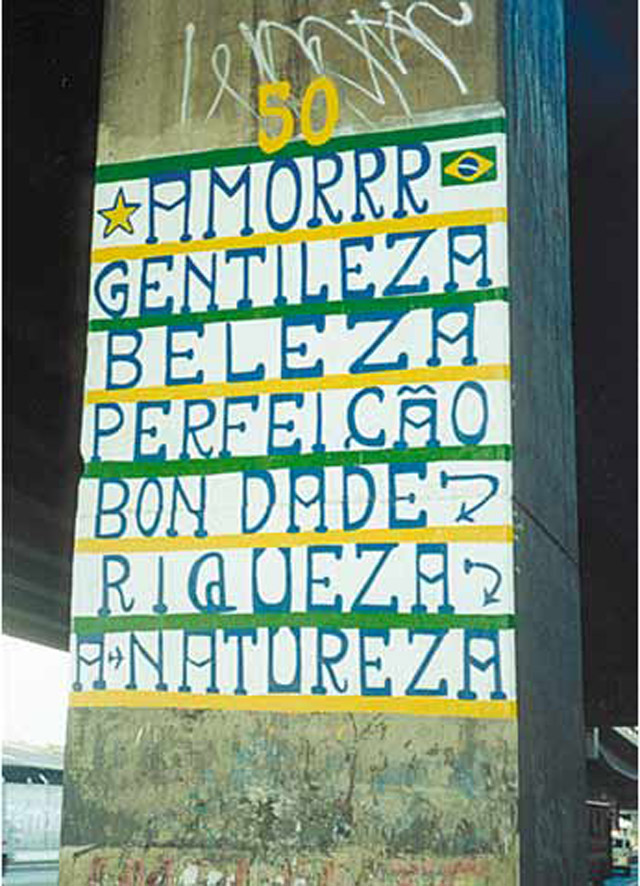 50
AMORRR
GENTILEZA
BELEZA
PERFEICÃO
BON DADE
RIQUEZA
A NATUREZA